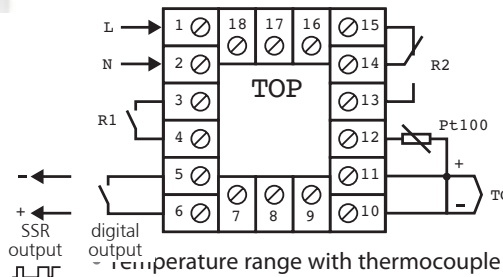 L 1 18 17 16 15
N 2 TOP 14 R2
R1 3 13
4 12 Pt100
- 5 11 +
+ 6 7 8 9 10 -
SSR output
digital output
Temperature range with thermocouple